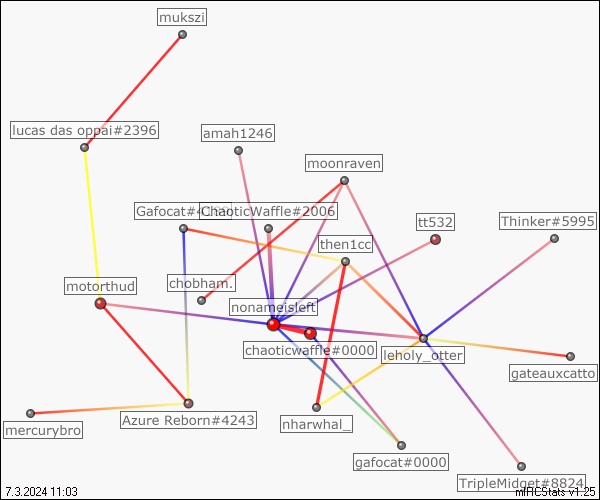 mukszi
lucas das oppai#2396
amah1246
moonraven
Gafocat#4
ChaoticWaffle#2006
tt532
Thinker#5995
then1cc
motorthud
chobham.
nonameisleft
chaoticwaffle#0000
leholy_otter
gateauxcatto
mercurybro
Azure Reborn#4243
nharwhal_
gafocat#0000
TripleMidget#8824
7.3.2024 11:03
mIRCStats v1.25